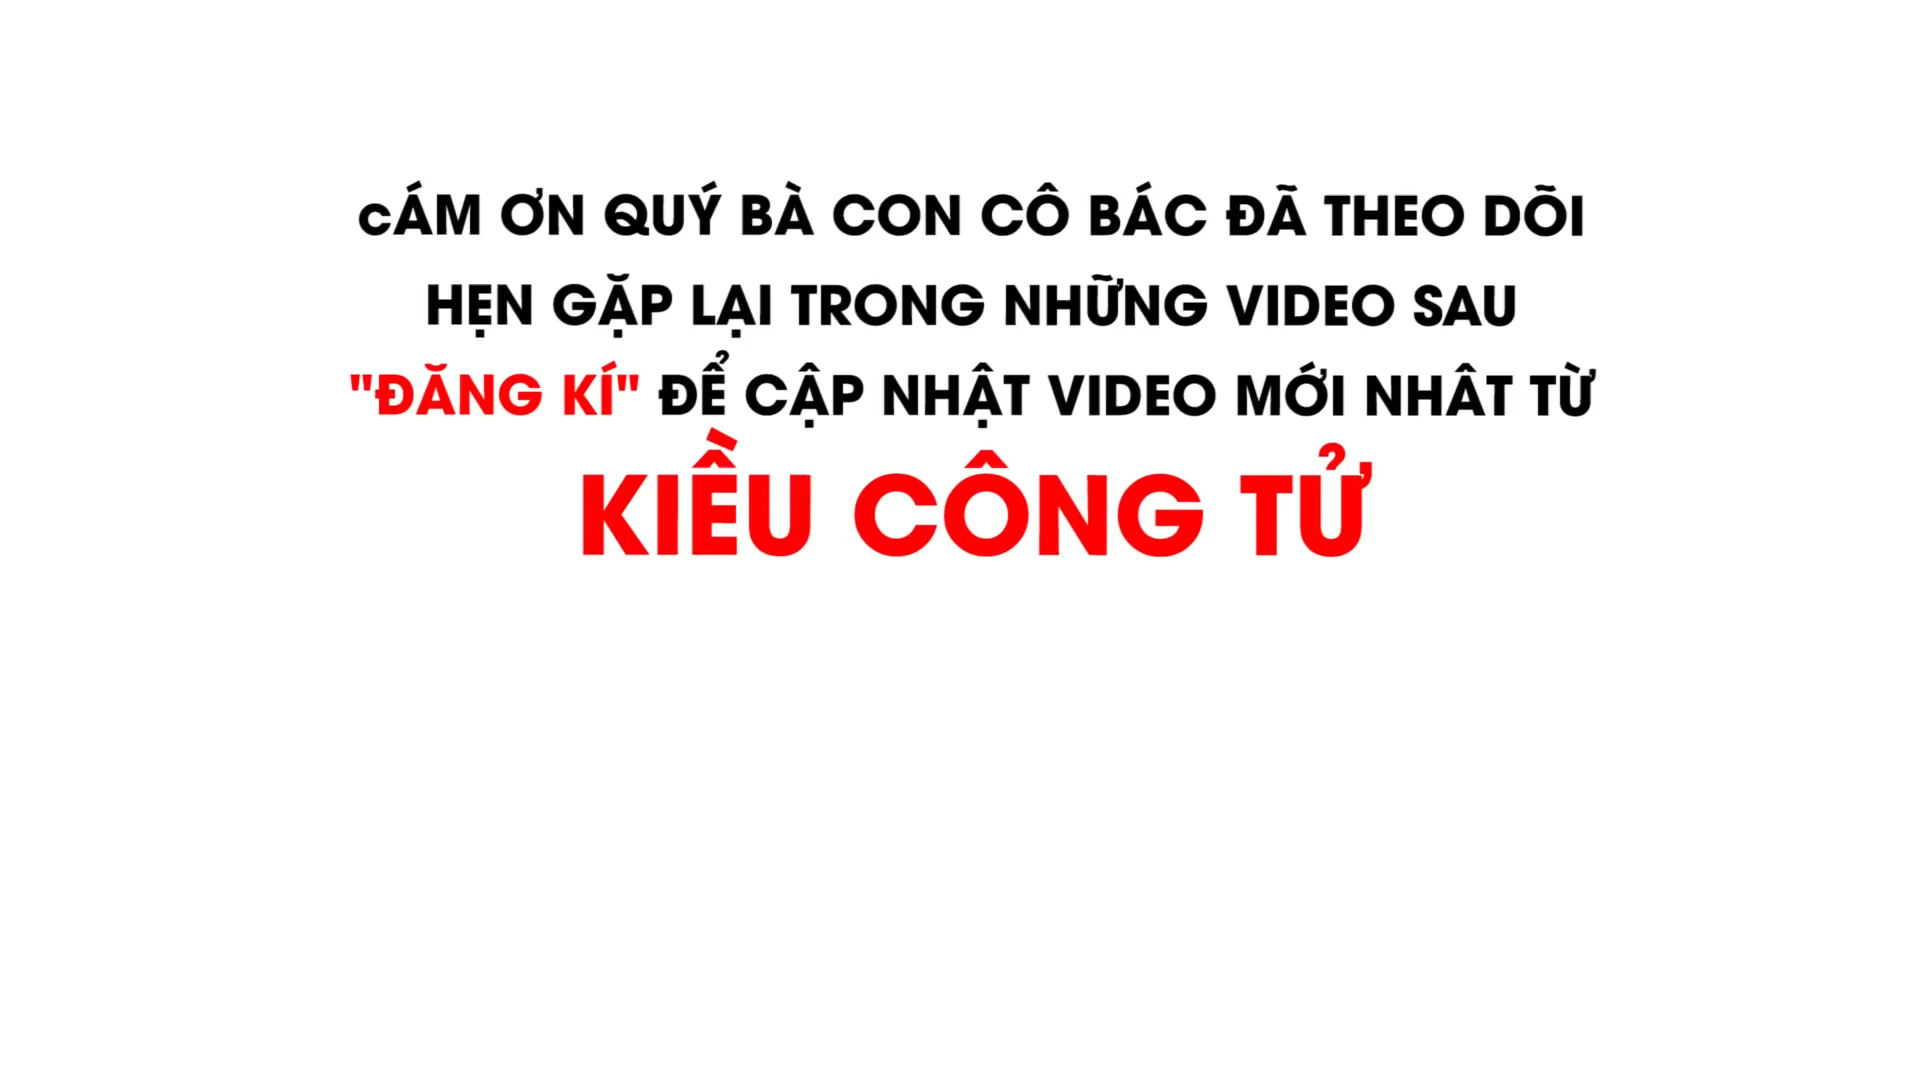 cÁM ƠN QUÝ BÀ CON CÔ BÁC ĐÃ THEO DÕI
HẸN GẶP LẠI TRONG NHỮNG VIDEO SAU
"ĐĂNG KÍ" ĐỂ CẬP NHẬT VIDEO MỚI NHÂT TỪ
KIỀU CÔNG TỬ